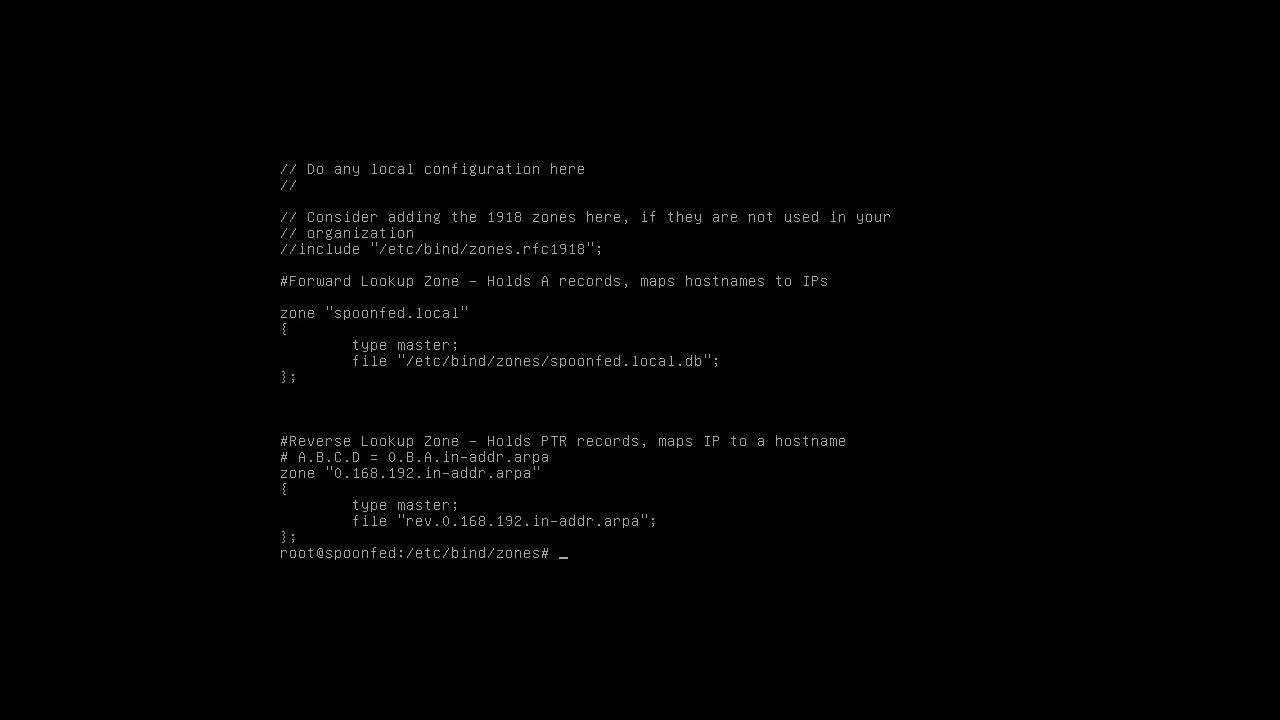 // Do any local configuration here
//
// Consider adding the 1918 zones here, if they are not used in your
// organization
//include "/etc/bind/zones.rfc1918";
#Forward Lookup Zone - Holds A records, maps hostnames to IPs
zone "spoonfed.local"
{
type master;
file "/etc/bind/zones/spoonfed.local.db";
};
#Reverse Lookup Zone - Holds PTR records, maps IP to a hostname
# A.B.C.D = 0.B.A.in-addr.arpa
zone "0.168.192.in-addr.arpa"
{
type master;
file "rev.0.168.192.in-addr.arpa";
};
root@spoonfed:/etc/bind/zones# _